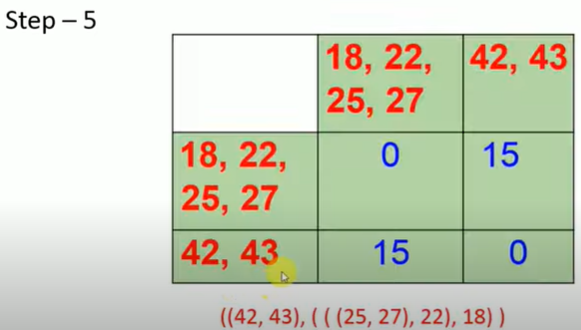 Step – 5
18, 22, 42, 43
25, 27
18, 22, 0 15
25, 27
42, 43 15 0
((42, 43), ( ( (25, 27), 22), 18) )